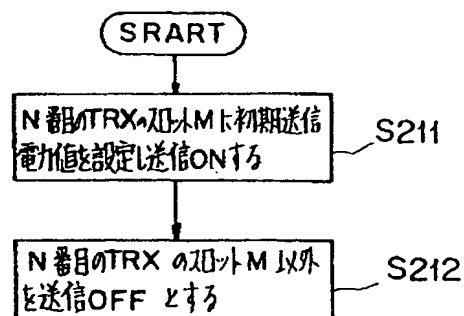 SRART
N番目のTRXのスロットMに初期送信
電力値を設定し送信ONする
S211
N番目のTRXのスロットM以外
を送信OFFとする
S212